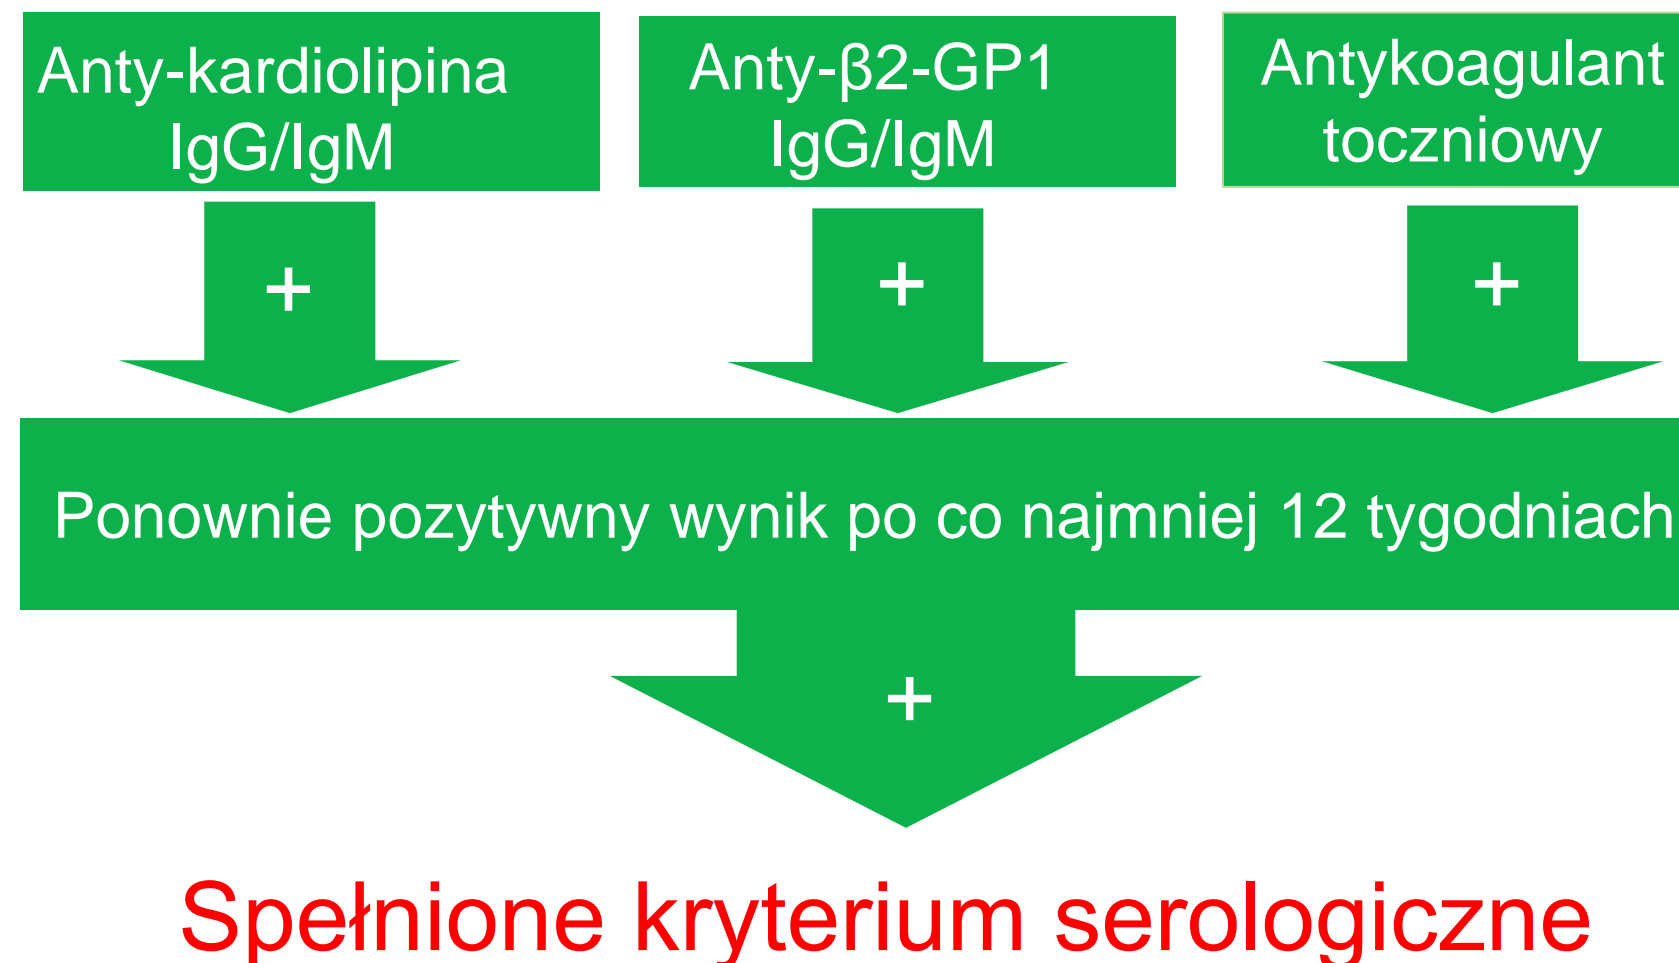 Anty-kardiolipina
IgG/IgM
Anty-β2-GP1
IgG/IgM
Antykoagulant
toczniowy
+
+
+
Ponownie pozytywny wynik po co najmniej 12 tygodniach
+
Spełnione kryterium serologiczne